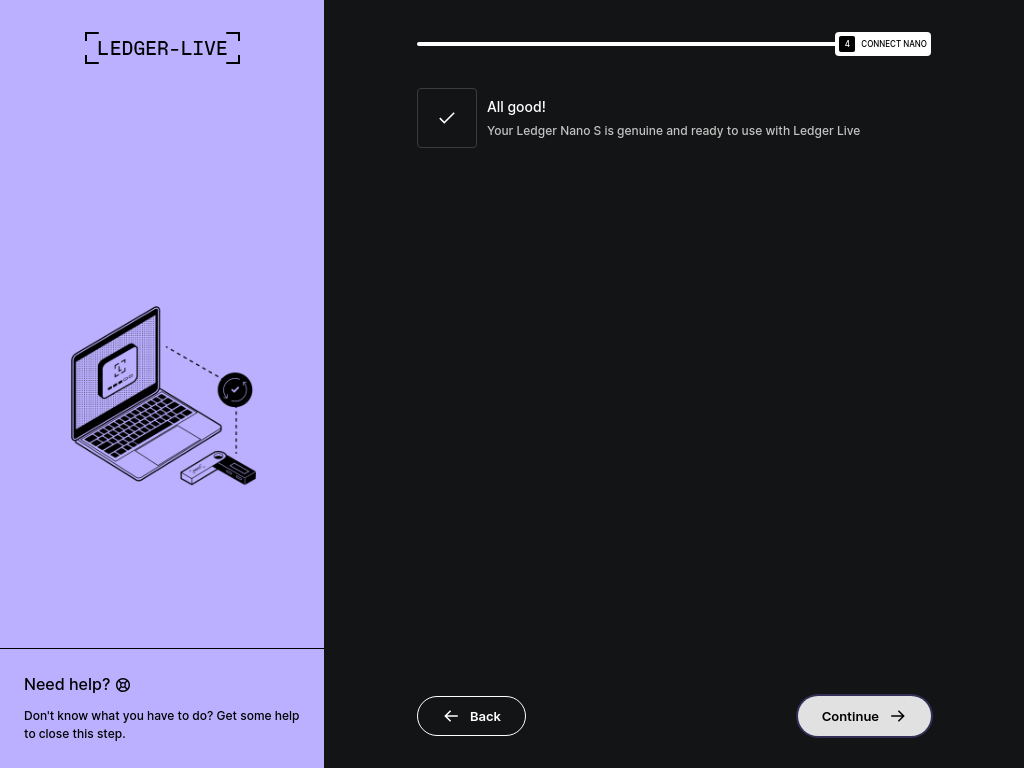 LEDGER-LIVE
4 CONNECT NANO
All good!
Your Ledger Nano S is genuine and ready to use with Ledger Live
Need help?
Don't know what you have to do? Get some help
to close this step.
Back
Continue